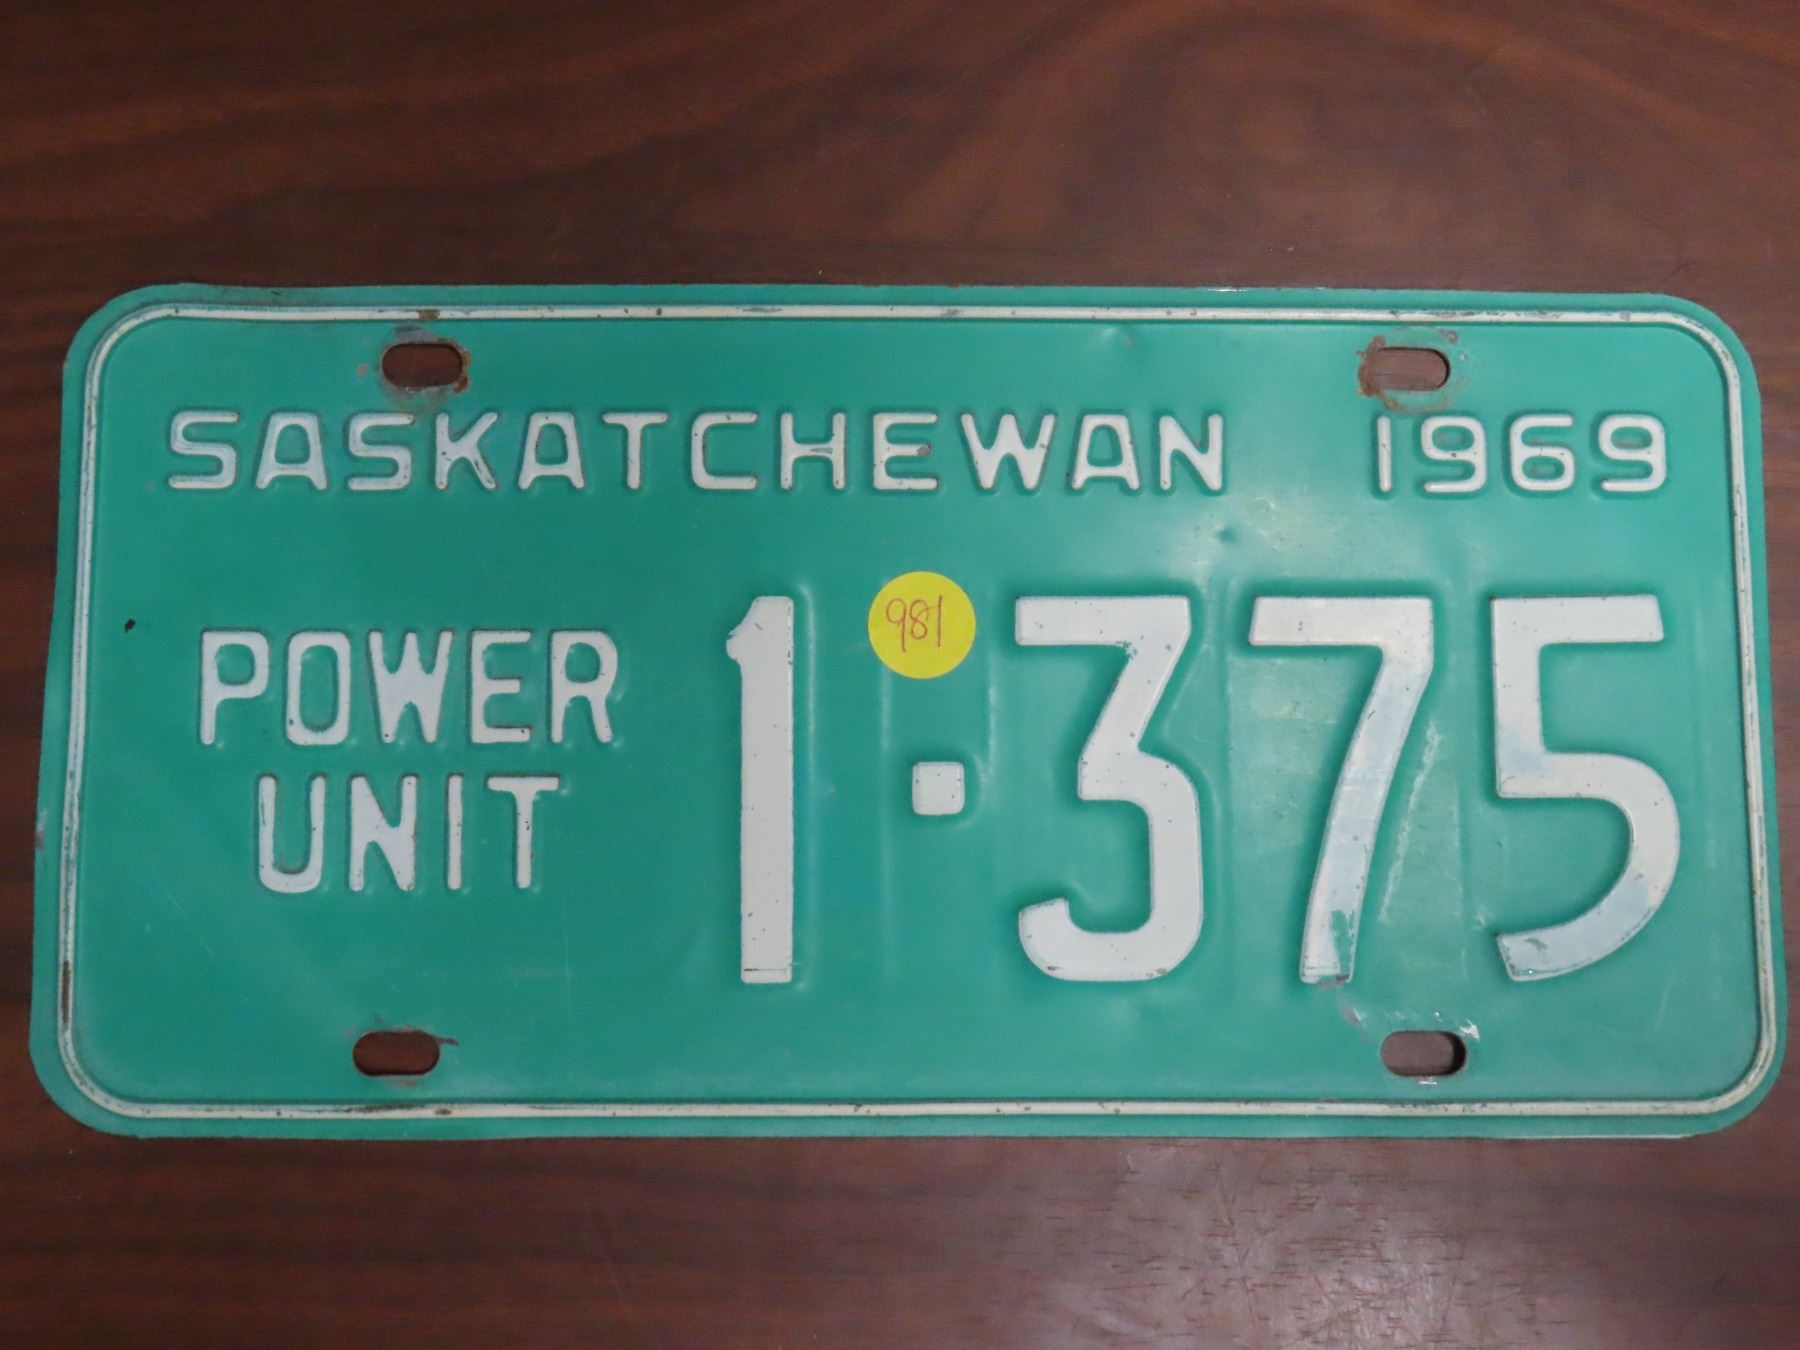 SASKATCHEWAN 1969
981
POWER UNIT 1·375